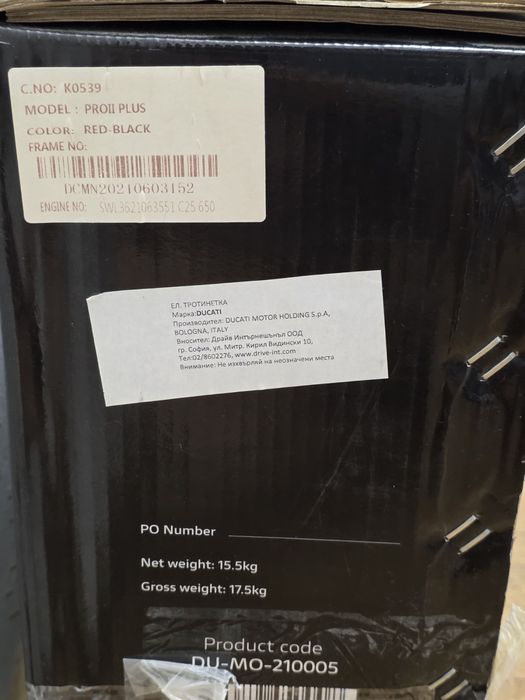 C.NO: K0539
MODEL : PROII PLUS
COLOR: RED-BLACK
FRAME NO:
DCMN20210603152
ENGINE NO: SWL3621063551 C25 650
ЕЛ. ТРОТИНЕТКА
Марка:DUCATI
Производител: DUCATI MOTOR HOLDING S.p.A,
BOLOGNA, ITALY
Вносител: Драйв Интърнешънъл ООД
гр. София, ул. Митр. Кирил Видински 10,
Тел:02/8602276, www.drive-int.com
Внимание: Не изхвърляй на неозначени места
PO Number
Net weight: 15.5kg
Gross weight: 17.5kg
Product code
DU-MO-210005